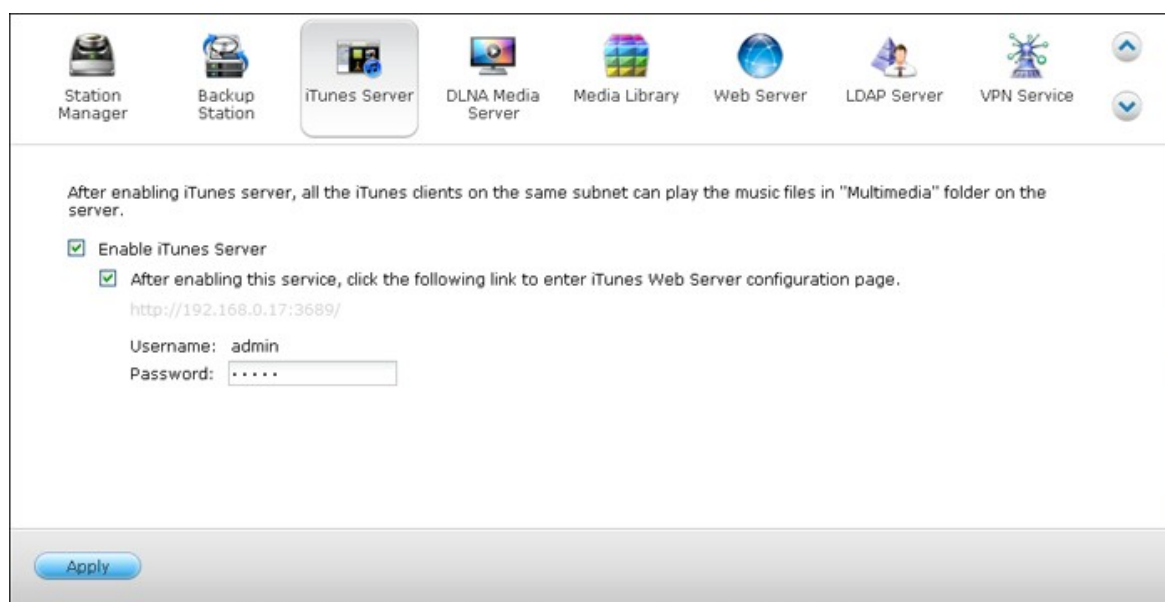 Station Manager
Backup Station
iTunes Server
DLNA Media Server
Media Library
Web Server
LDAP Server
VPN Service
After enabling iTunes server, all the iTunes clients on the same subnet can play the music files in "Multimedia" folder on the
server.
Enable iTunes Server
After enabling this service, click the following link to enter iTunes Web Server configuration page.
http://192.168.0.17:3689/
Username: admin
Password: •••••
Apply